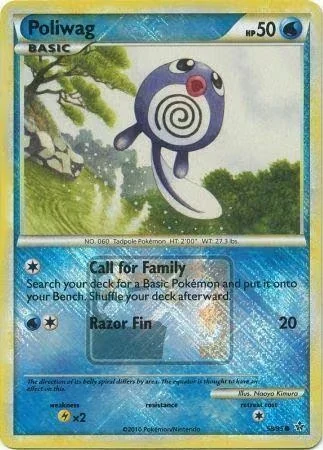 Poliwag
HP 50
BASIC
NO. 060 Tadpole Pokémon HT: 2'00" WT: 27.3 lbs.
Call for Family
Search your deck for a Basic Pokémon and put it onto
your Bench. Shuffle your deck afterward.
Razor Fin 20
The direction of its belly spiral differs by area. The equator is thought to have an
effect on this.
Illus. Naoyo Kimura
weakness resistance retreat cost
×2
©2010 Pokémon/Nintendo